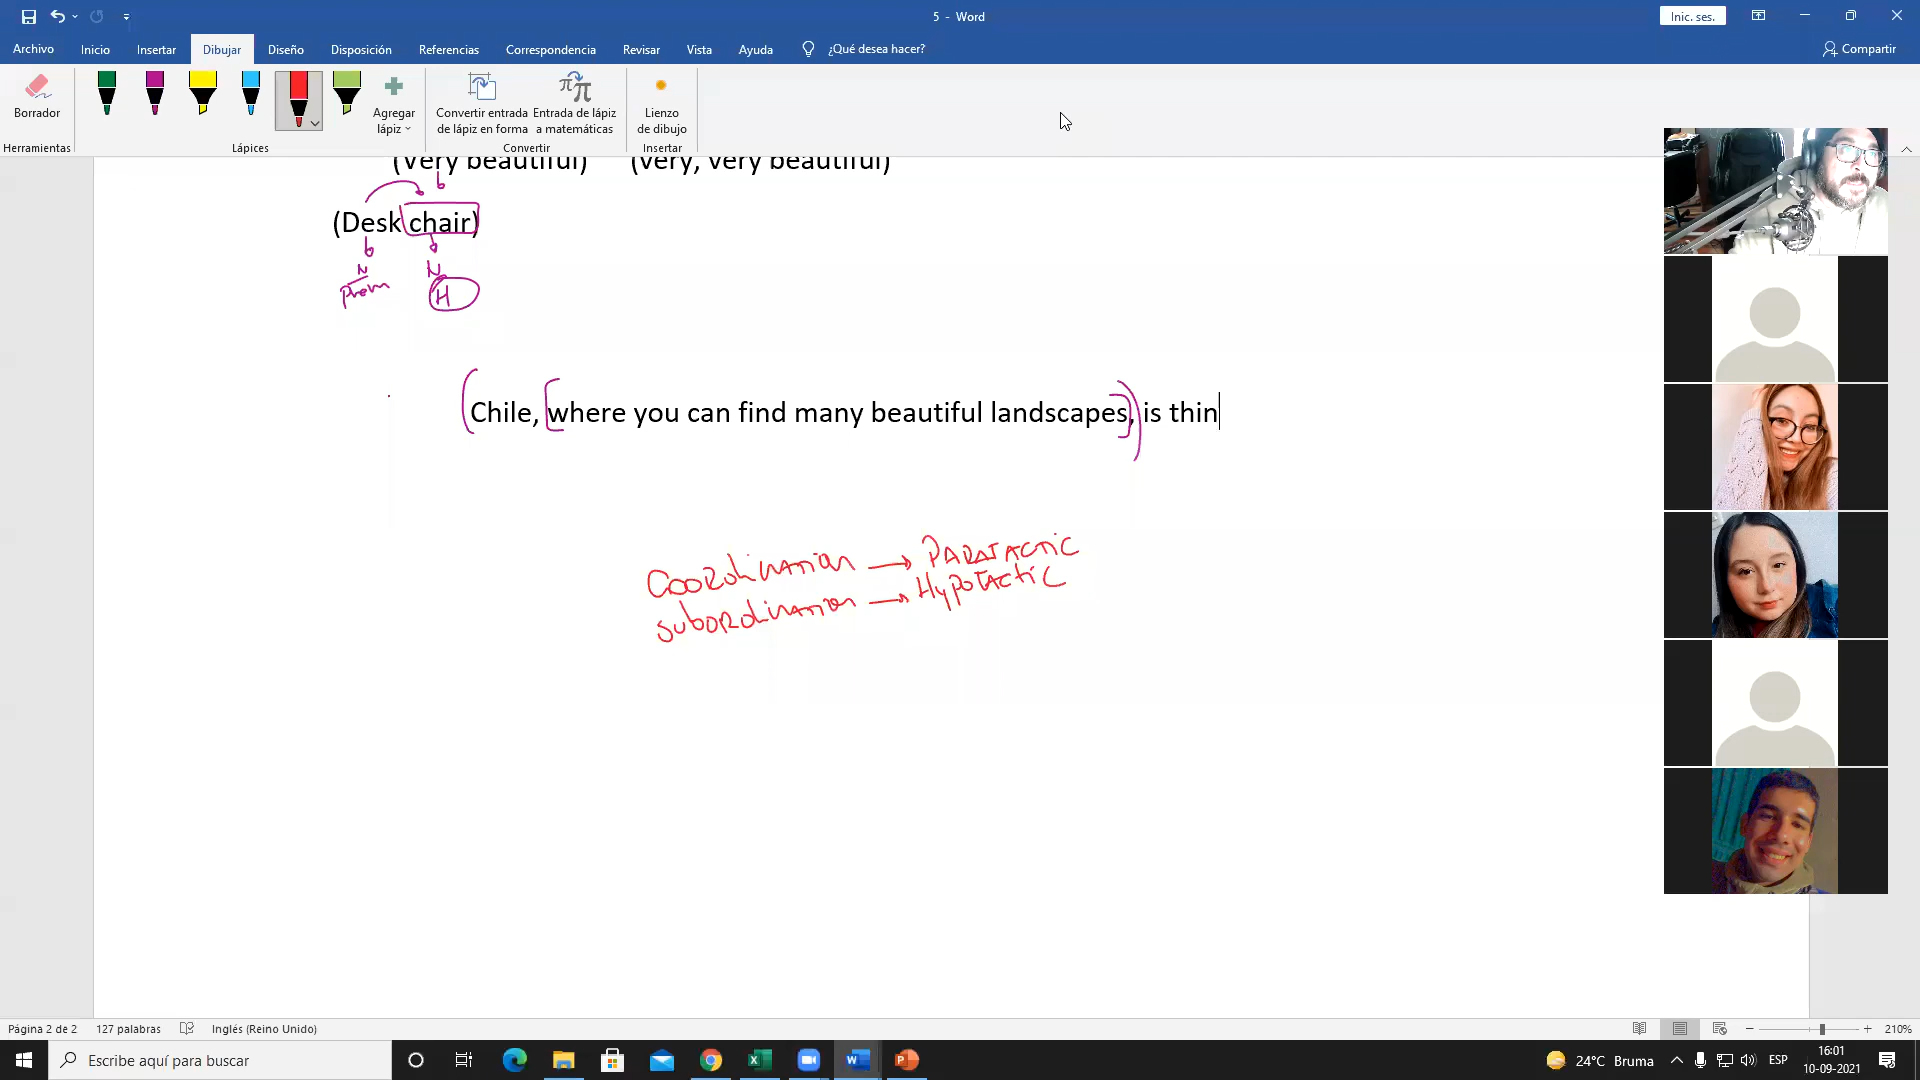 5 - Word
Inic. ses.
Archivo Inicio Insertar Dibujar Diseño Disposición Referencias Correspondencia Revisar Vista Ayuda ¿Qué desea hacer? Compartir
Borrador
Agregar lápiz
Convertir entrada de lápiz en forma
Entrada de lápiz a matemáticas
Lienzo de dibujo
Herramientas Lápices Convertir Insertar
(Very beautiful) (very, very beautiful)
(Desk chair)
N N
Prem H
(Chile, [where you can find many beautiful landscapes],) is thin
Coordination → PARATACTIC
subordination → HypoTACTIC
Página 2 de 2 127 palabras Inglés (Reino Unido) 210%
Escribe aquí para buscar
24°C Bruma ESP
16:01
10-09-2021